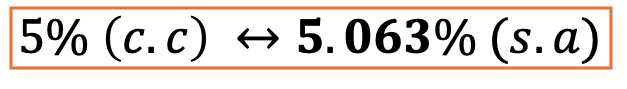 5% (c.c) ↔ 5.063% (s.a)